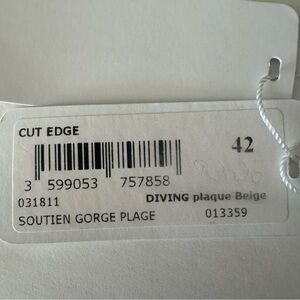 CUT EDGE
42
3 599053 757858
031811 DIVING plaque Beige
SOUTIEN GORGE PLAGE 013359